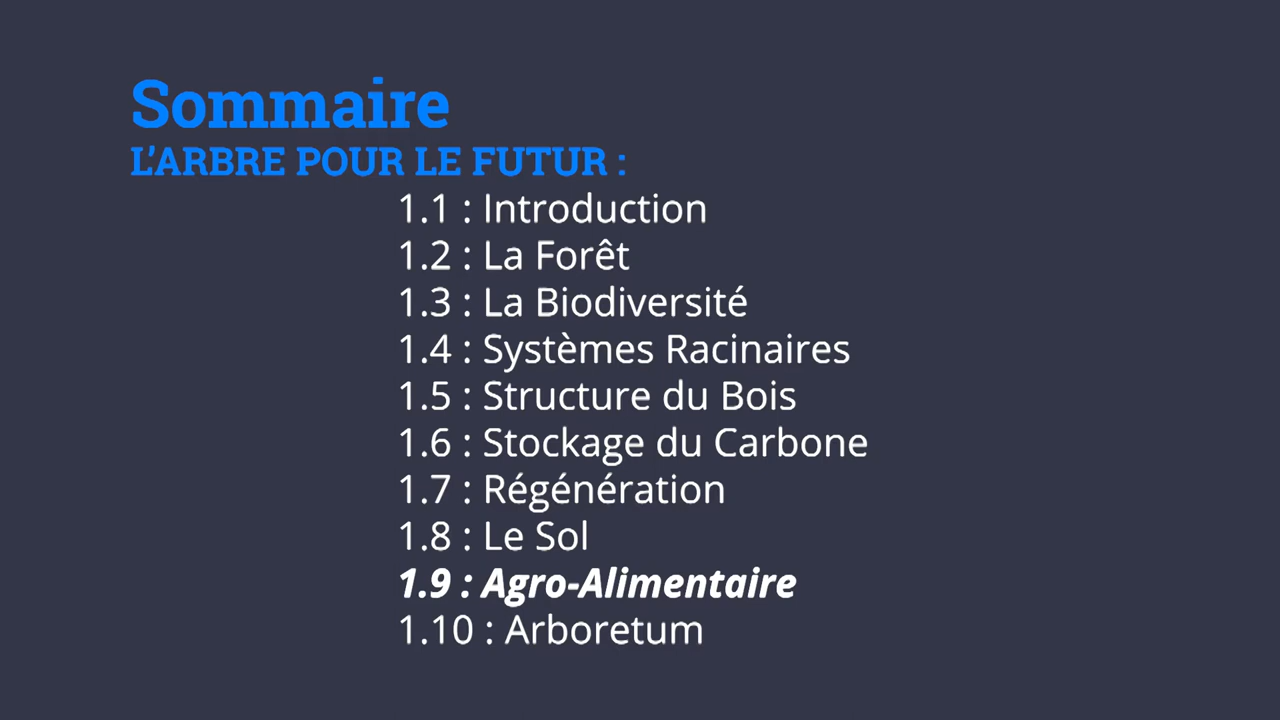 Sommaire
L'ARBRE POUR LE FUTUR :
1.1 : Introduction
1.2 : La Forêt
1.3 : La Biodiversité
1.4 : Systèmes Racinaires
1.5 : Structure du Bois
1.6 : Stockage du Carbone
1.7 : Régénération
1.8 : Le Sol
1.9 : Agro-Alimentaire
1.10 : Arboretum